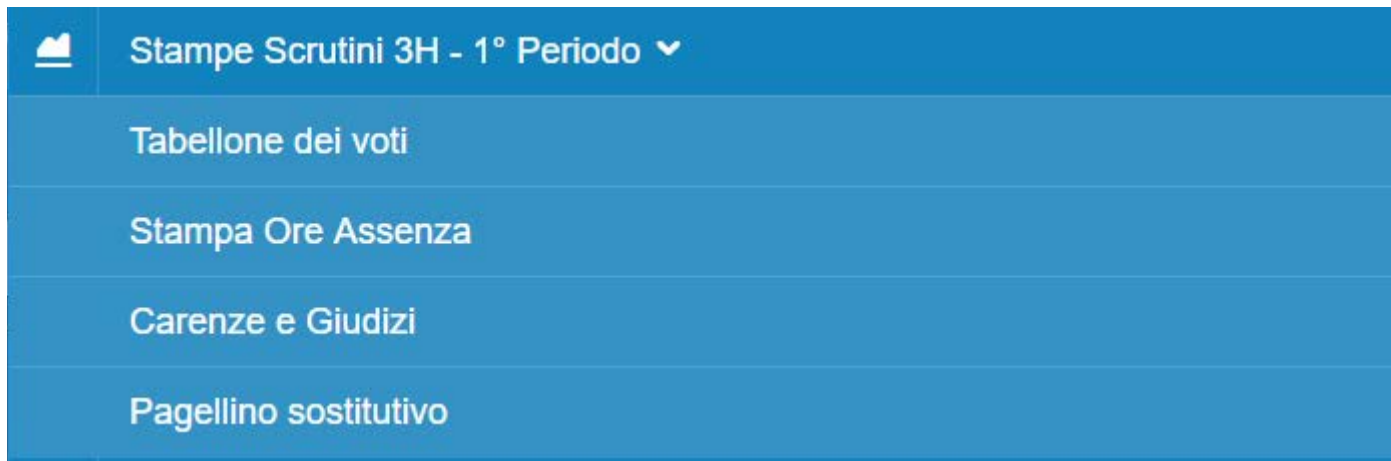 Stampe Scrutini 3H - 1° Periodo
Tabellone dei voti
Stampa Ore Assenza
Carenze e Giudizi
Pagellino sostitutivo